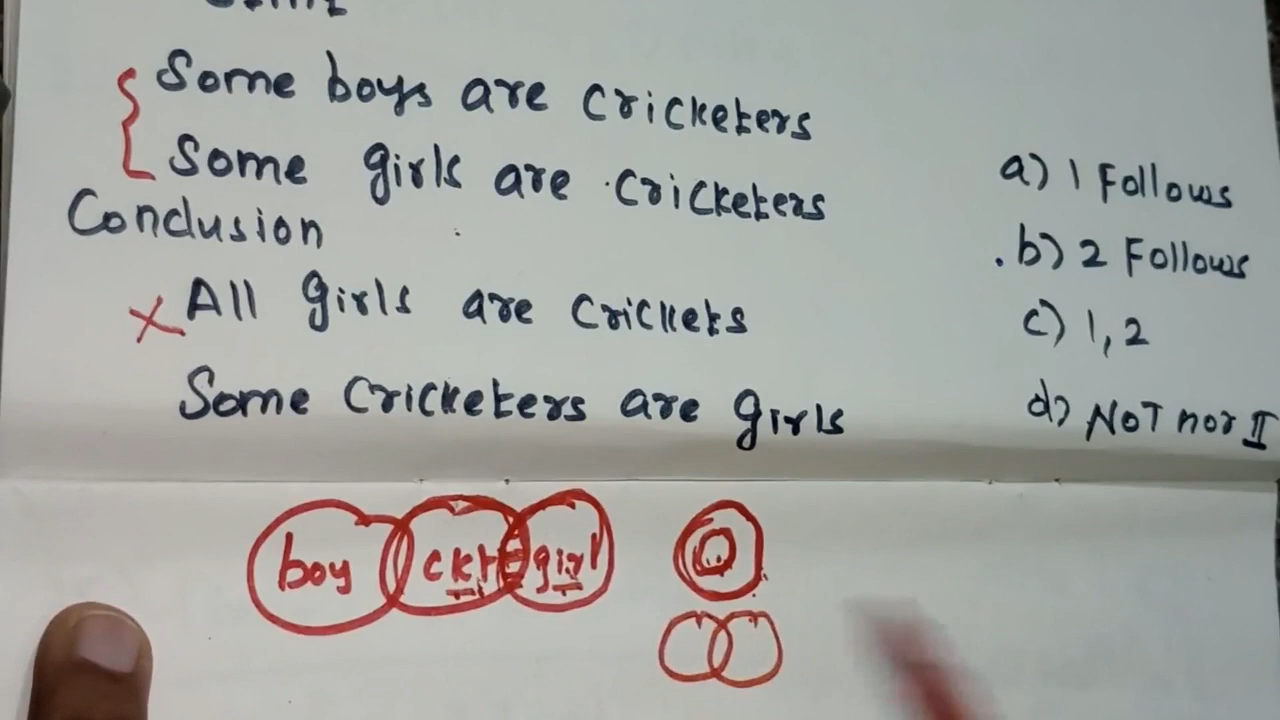 Some boys are cricketers
Some girls are cricketers
Conclusion
All girls are crickets
Some cricketers are girls
a) 1 Follows
b) 2 Follows
c) 1, 2
d) NOT nor II
boy ckt girl